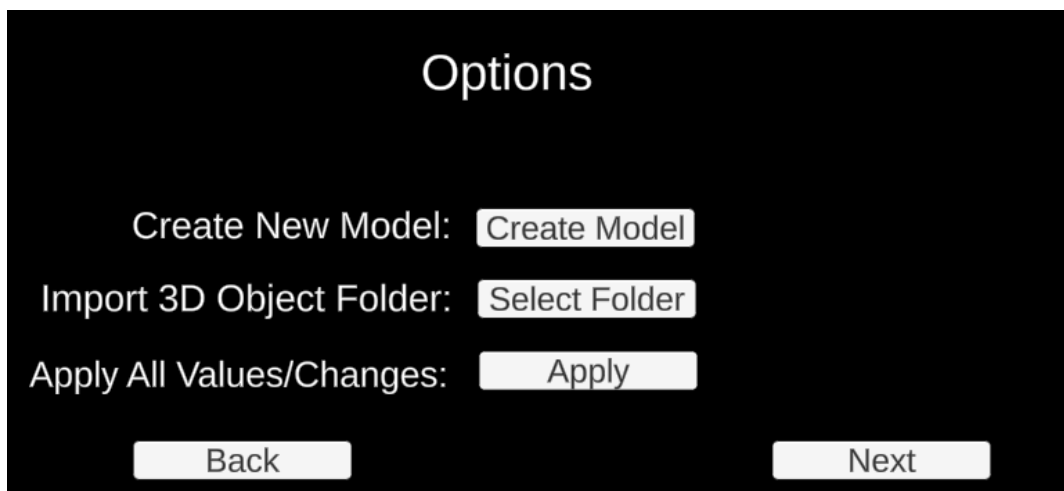 Options
Create New Model: Create Model
Import 3D Object Folder: Select Folder
Apply All Values/Changes: Apply
Back Next